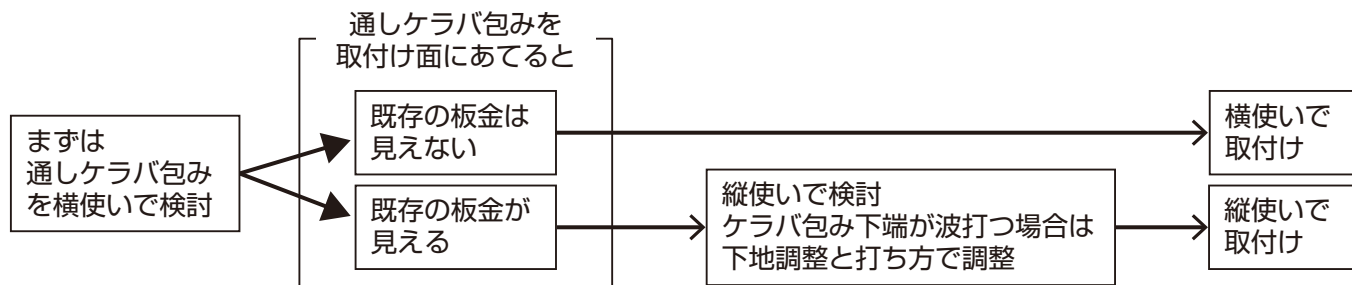 通しケラバ包みを
取付け面にあてると
まずは
通しケラバ包み
を横使いで検討
既存の板金は
見えない
横使いで
取付け
既存の板金が
見える
縦使いで検討
ケラバ包み下端が波打つ場合は
下地調整と打ち方で調整
縦使いで
取付け